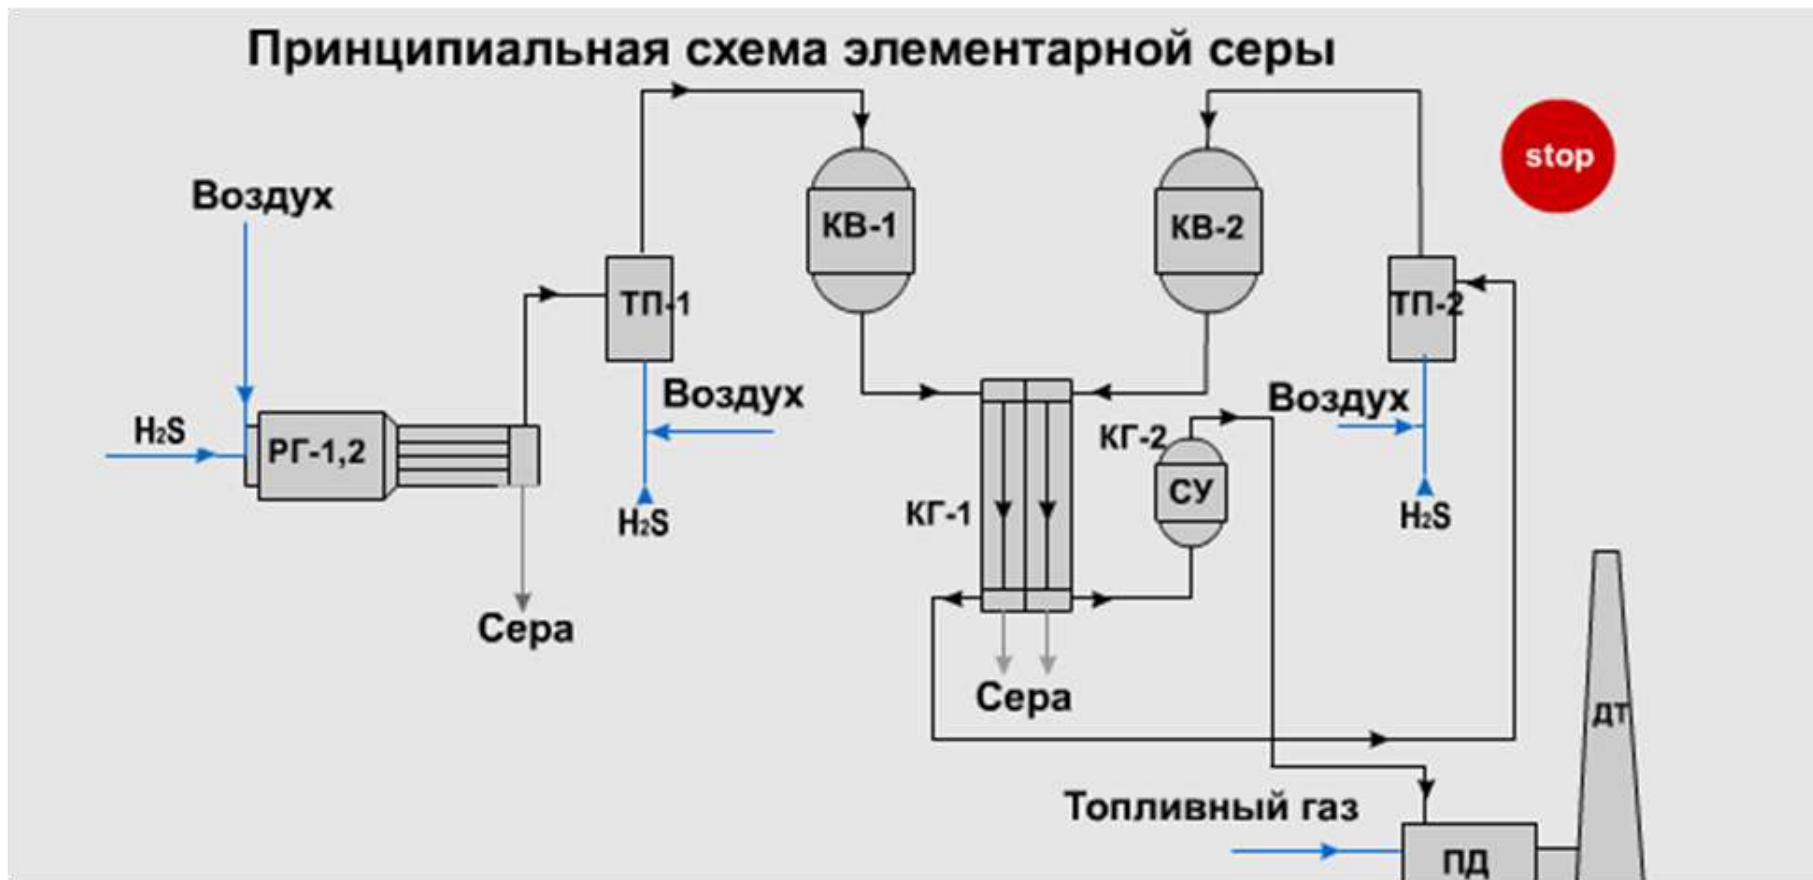 Принципиальная схема элементарной серы
stop
Воздух
КВ-1
КВ-2
ТП-1
ТП-2
Воздух
Воздух
H₂S
РГ-1,2
КГ-2
СУ
КГ-1
H₂S
H₂S
Сера
Сера
ДТ
Топливный газ
ПД